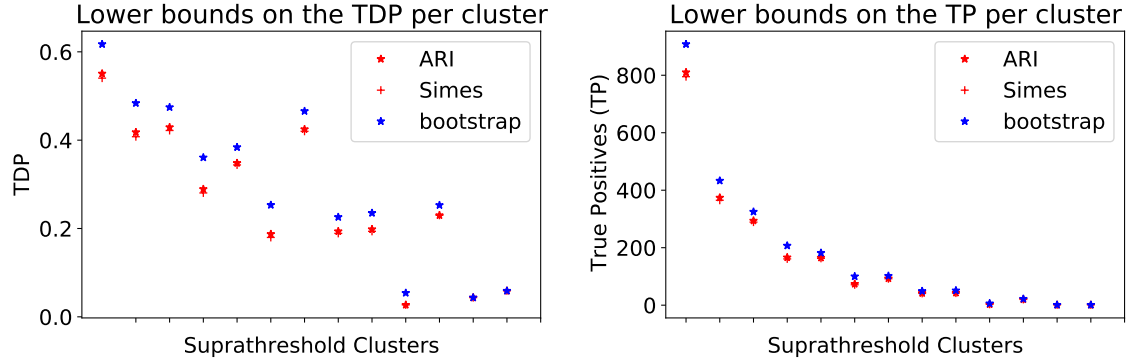 Lower bounds on the TDP per cluster
TDP
0.6
0.4
0.2
0.0
ARI
Simes
bootstrap
Suprathreshold Clusters
Lower bounds on the TP per cluster
True Positives (TP)
800
600
400
200
0
ARI
Simes
bootstrap
Suprathreshold Clusters